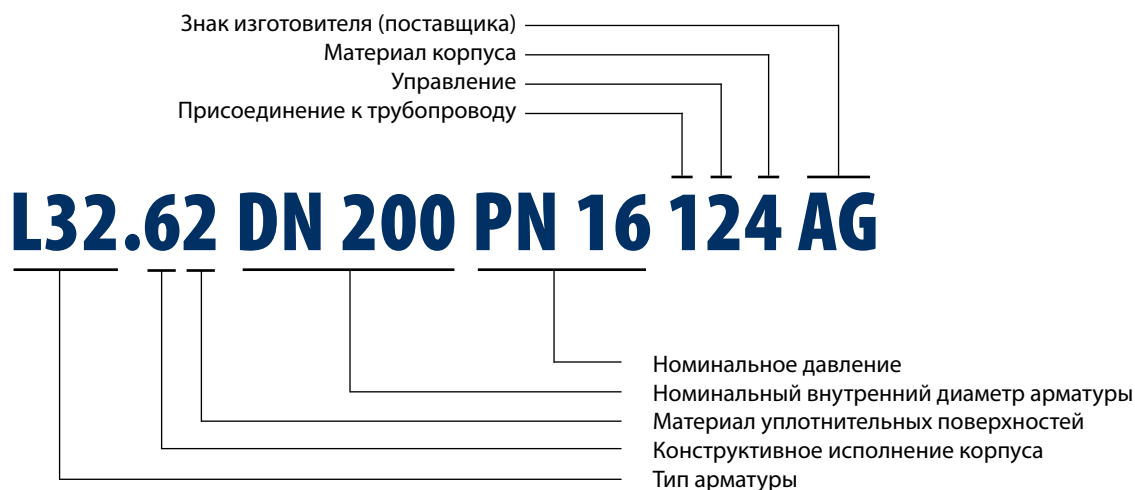 Знак изготовителя (поставщика)
Материал корпуса
Управление
Присоединение к трубопроводу
L32.62 DN 200 PN 16 124 AG
Номинальное давление
Номинальный внутренний диаметр арматуры
Материал уплотнительных поверхностей
Конструктивное исполнение корпуса
Тип арматуры